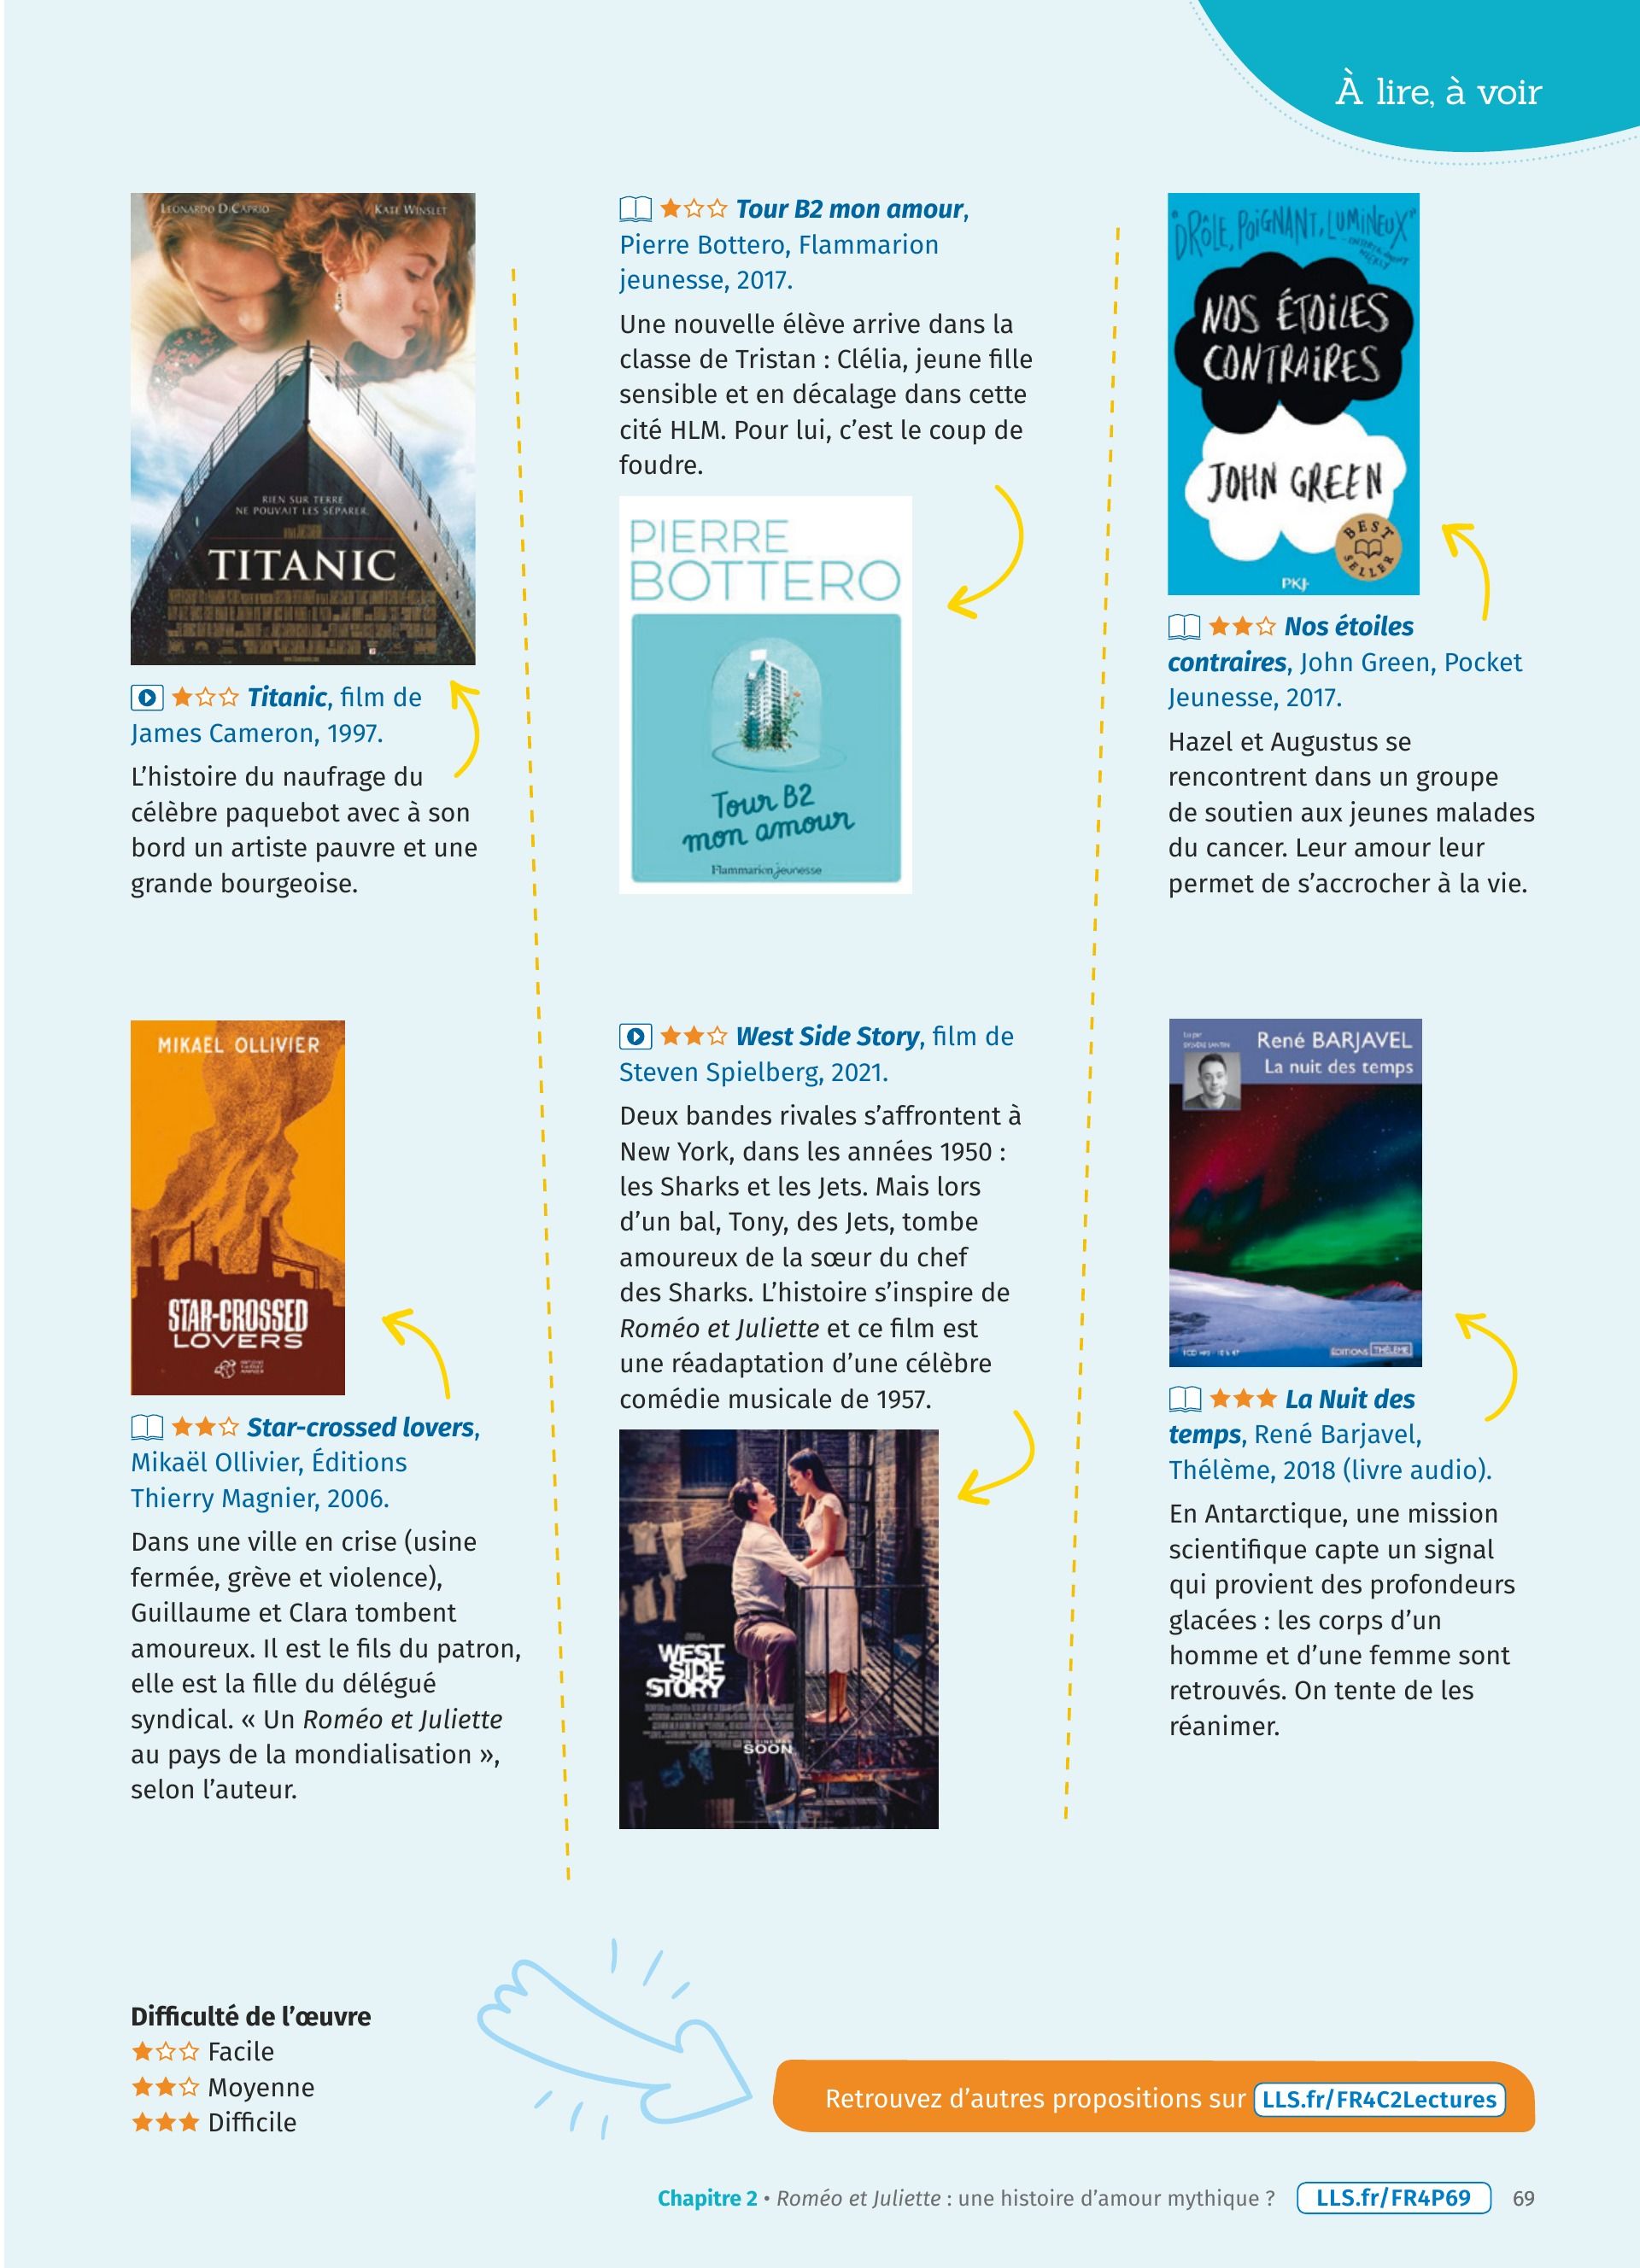 À lire, à voir
LEONARDO DICAPRIO
KATE WINSLET
RIEN SUR TERRE
NE POUVAIT LES SÉPARER.
TITANIC
Titanic, film de
James Cameron, 1997.
L’histoire du naufrage du
célèbre paquebot avec à son
bord un artiste pauvre et une
grande bourgeoise.
Tour B2 mon amour,
Pierre Bottero, Flammarion
jeunesse, 2017.
Une nouvelle élève arrive dans la
classe de Tristan : Clélia, jeune fille
sensible et en décalage dans cette
cité HLM. Pour lui, c’est le coup de
foudre.
PIERRE
BOTTERO
Tour B2
mon amour
Flammarion jeunesse
"DRÔLE, POIGNANT, LUMINEUX"
NOS ÉTOILES
CONTRAIRES
JOHN GREEN
BEST
SELLER
PKJ·
Nos étoiles
contraires, John Green, Pocket
Jeunesse, 2017.
Hazel et Augustus se
rencontrent dans un groupe
de soutien aux jeunes malades
du cancer. Leur amour leur
permet de s’accrocher à la vie.
MIKAËL OLLIVIER
STAR-CROSSED
LOVERS
Star-crossed lovers,
Mikaël Ollivier, Éditions
Thierry Magnier, 2006.
Dans une ville en crise (usine
fermée, grève et violence),
Guillaume et Clara tombent
amoureux. Il est le fils du patron,
elle est la fille du délégué
syndical. « Un Roméo et Juliette
au pays de la mondialisation »,
selon l’auteur.
West Side Story, film de
Steven Spielberg, 2021.
Deux bandes rivales s’affrontent à
New York, dans les années 1950 :
les Sharks et les Jets. Mais lors
d’un bal, Tony, des Jets, tombe
amoureux de la sœur du chef
des Sharks. L’histoire s’inspire de
Roméo et Juliette et ce film est
une réadaptation d’une célèbre
comédie musicale de 1957.
WEST
SIDE
STORY
SOON
René BARJAVEL
La nuit des temps
ÉDITIONS THÉLÈME
La Nuit des
temps, René Barjavel,
Thélème, 2018 (livre audio).
En Antarctique, une mission
scientifique capte un signal
qui provient des profondeurs
glacées : les corps d’un
homme et d’une femme sont
retrouvés. On tente de les
réanimer.
Difficulté de l’œuvre
Facile
Moyenne
Difficile
Retrouvez d’autres propositions sur LLS.fr/FR4C2Lectures
Chapitre 2 • Roméo et Juliette : une histoire d’amour mythique ? LLS.fr/FR4P69 69